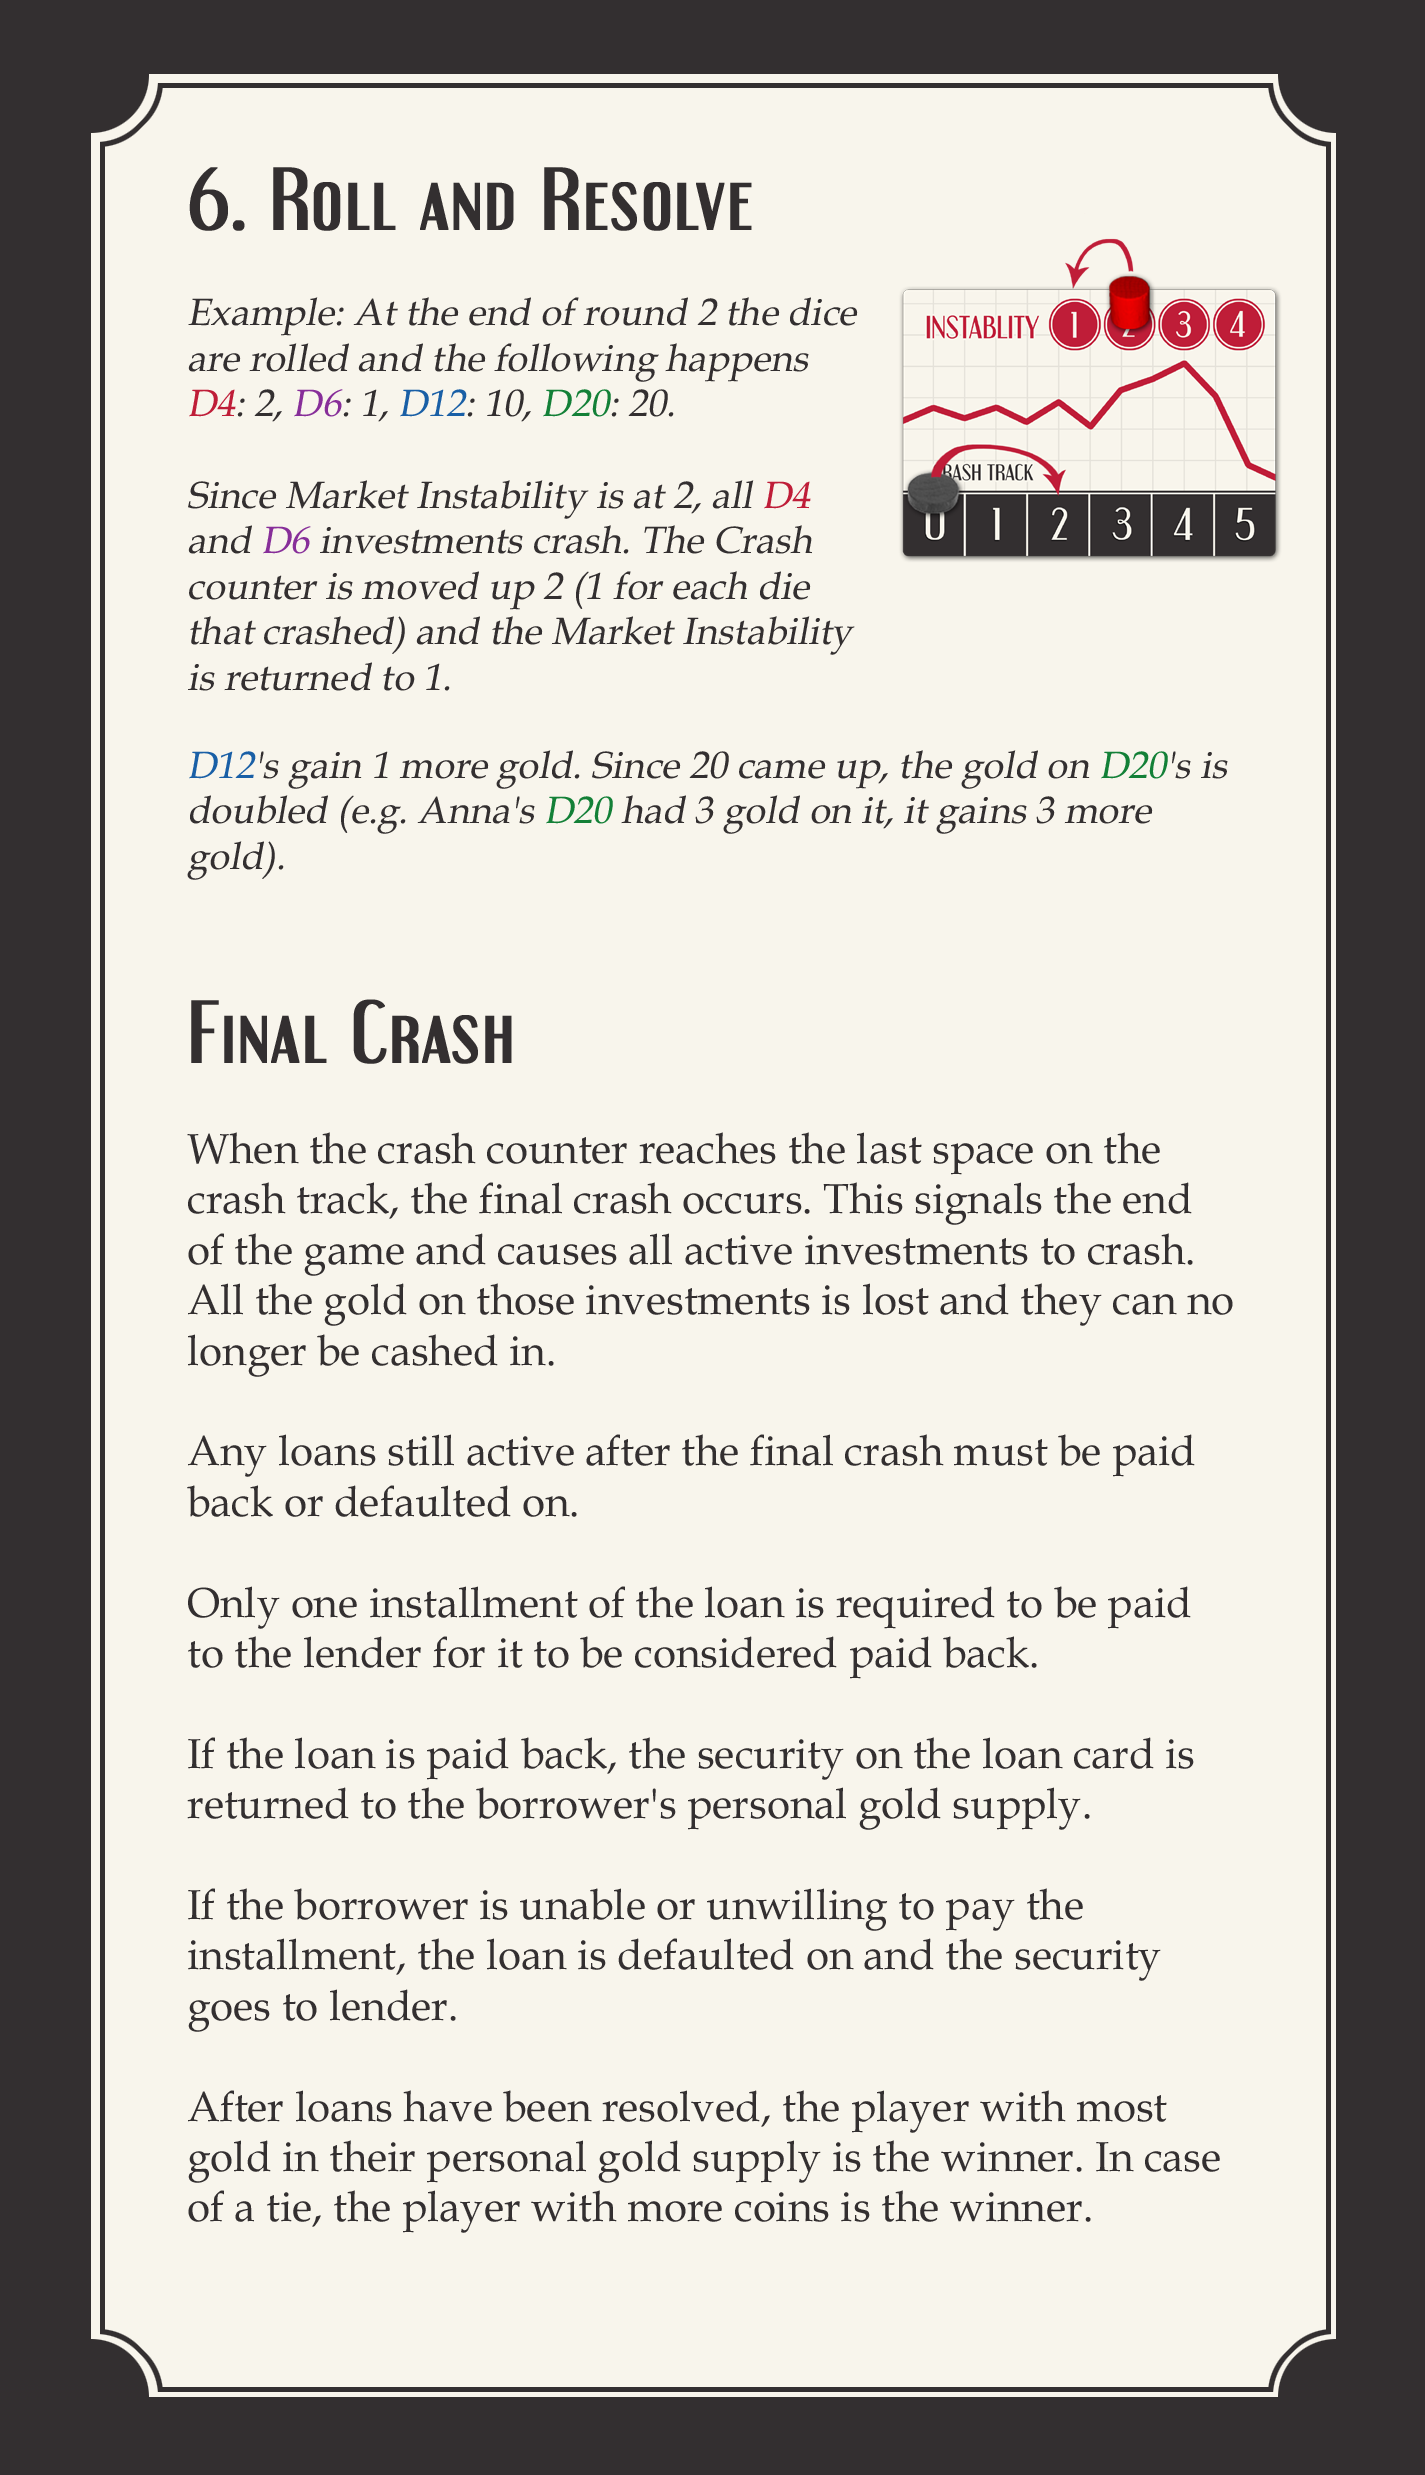 6. Roll and Resolve
Example: At the end of round 2 the dice
are rolled and the following happens
D4: 2, D6: 1, D12: 10, D20: 20.
INSTABLITY 1 2 3 4
RASH TRACK
0 1 2 3 4 5
Since Market Instability is at 2, all D4
and D6 investments crash. The Crash
counter is moved up 2 (1 for each die
that crashed) and the Market Instability
is returned to 1.
D12's gain 1 more gold. Since 20 came up, the gold on D20's is
doubled (e.g. Anna's D20 had 3 gold on it, it gains 3 more
gold).
Final Crash
When the crash counter reaches the last space on the
crash track, the final crash occurs. This signals the end
of the game and causes all active investments to crash.
All the gold on those investments is lost and they can no
longer be cashed in.
Any loans still active after the final crash must be paid
back or defaulted on.
Only one installment of the loan is required to be paid
to the lender for it to be considered paid back.
If the loan is paid back, the security on the loan card is
returned to the borrower's personal gold supply.
If the borrower is unable or unwilling to pay the
installment, the loan is defaulted on and the security
goes to lender.
After loans have been resolved, the player with most
gold in their personal gold supply is the winner. In case
of a tie, the player with more coins is the winner.